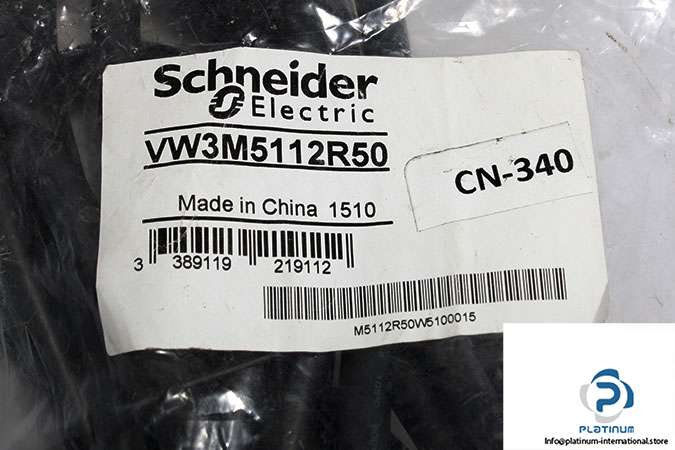 Schneider
Electric
VW3M5112R50
CN-340
Made in China 1510
3 389119 219112
M5112R50W5100015
PLATINUM
info@platinum-international.store